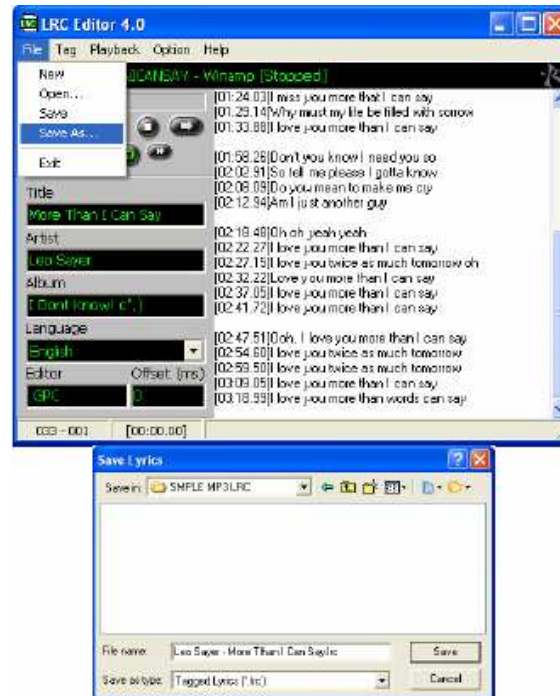 LRC Editor 4.0
File Tag Playback Option Help
New
Open...
Save
Save As...
Exit
Winamp [Stopped]
[01:24.03]I miss you more that I can say
[01:29.14]Why must my life be filled with sorrow
[01:33.88]I love you more than I can say
[01:58.26]Don't you know I need you so
[02:02.91]So tell me please I gotta know
[02:08.09]Do you mean to make me cry
[02:12.94]Am I just another guy
[02:18.48]Oh oh yeah yeah
[02:22.27]I love you more than I can say
[02:27.15]I love you twice as much tomorrow oh
[02:32.22]Love you more than I can say
[02:37.05]I love you more than I can say
[02:41.72]I love you more than I can say
[02:47.51]Ooh, I love you more than I can say
[02:54.60]I love you twice as much tomorrow
[02:59.50]I love you twice as much tomorrow
[03:09.05]I love you more than I can say
[03:18.99]I love you more than words can say
Title
More Than I Can Say
Artist
Leo Sayer
Album
Language
English
Editor Offset: (ms)
GPC 0
033 - 001 [00:00.00]
Save Lyrics
Save in: SMPLE MP3LRC
File name: Leo Sayer - More Than I Can Say.lrc Save
Save as type: Tagged Lyrics (*.lrc) Cancel